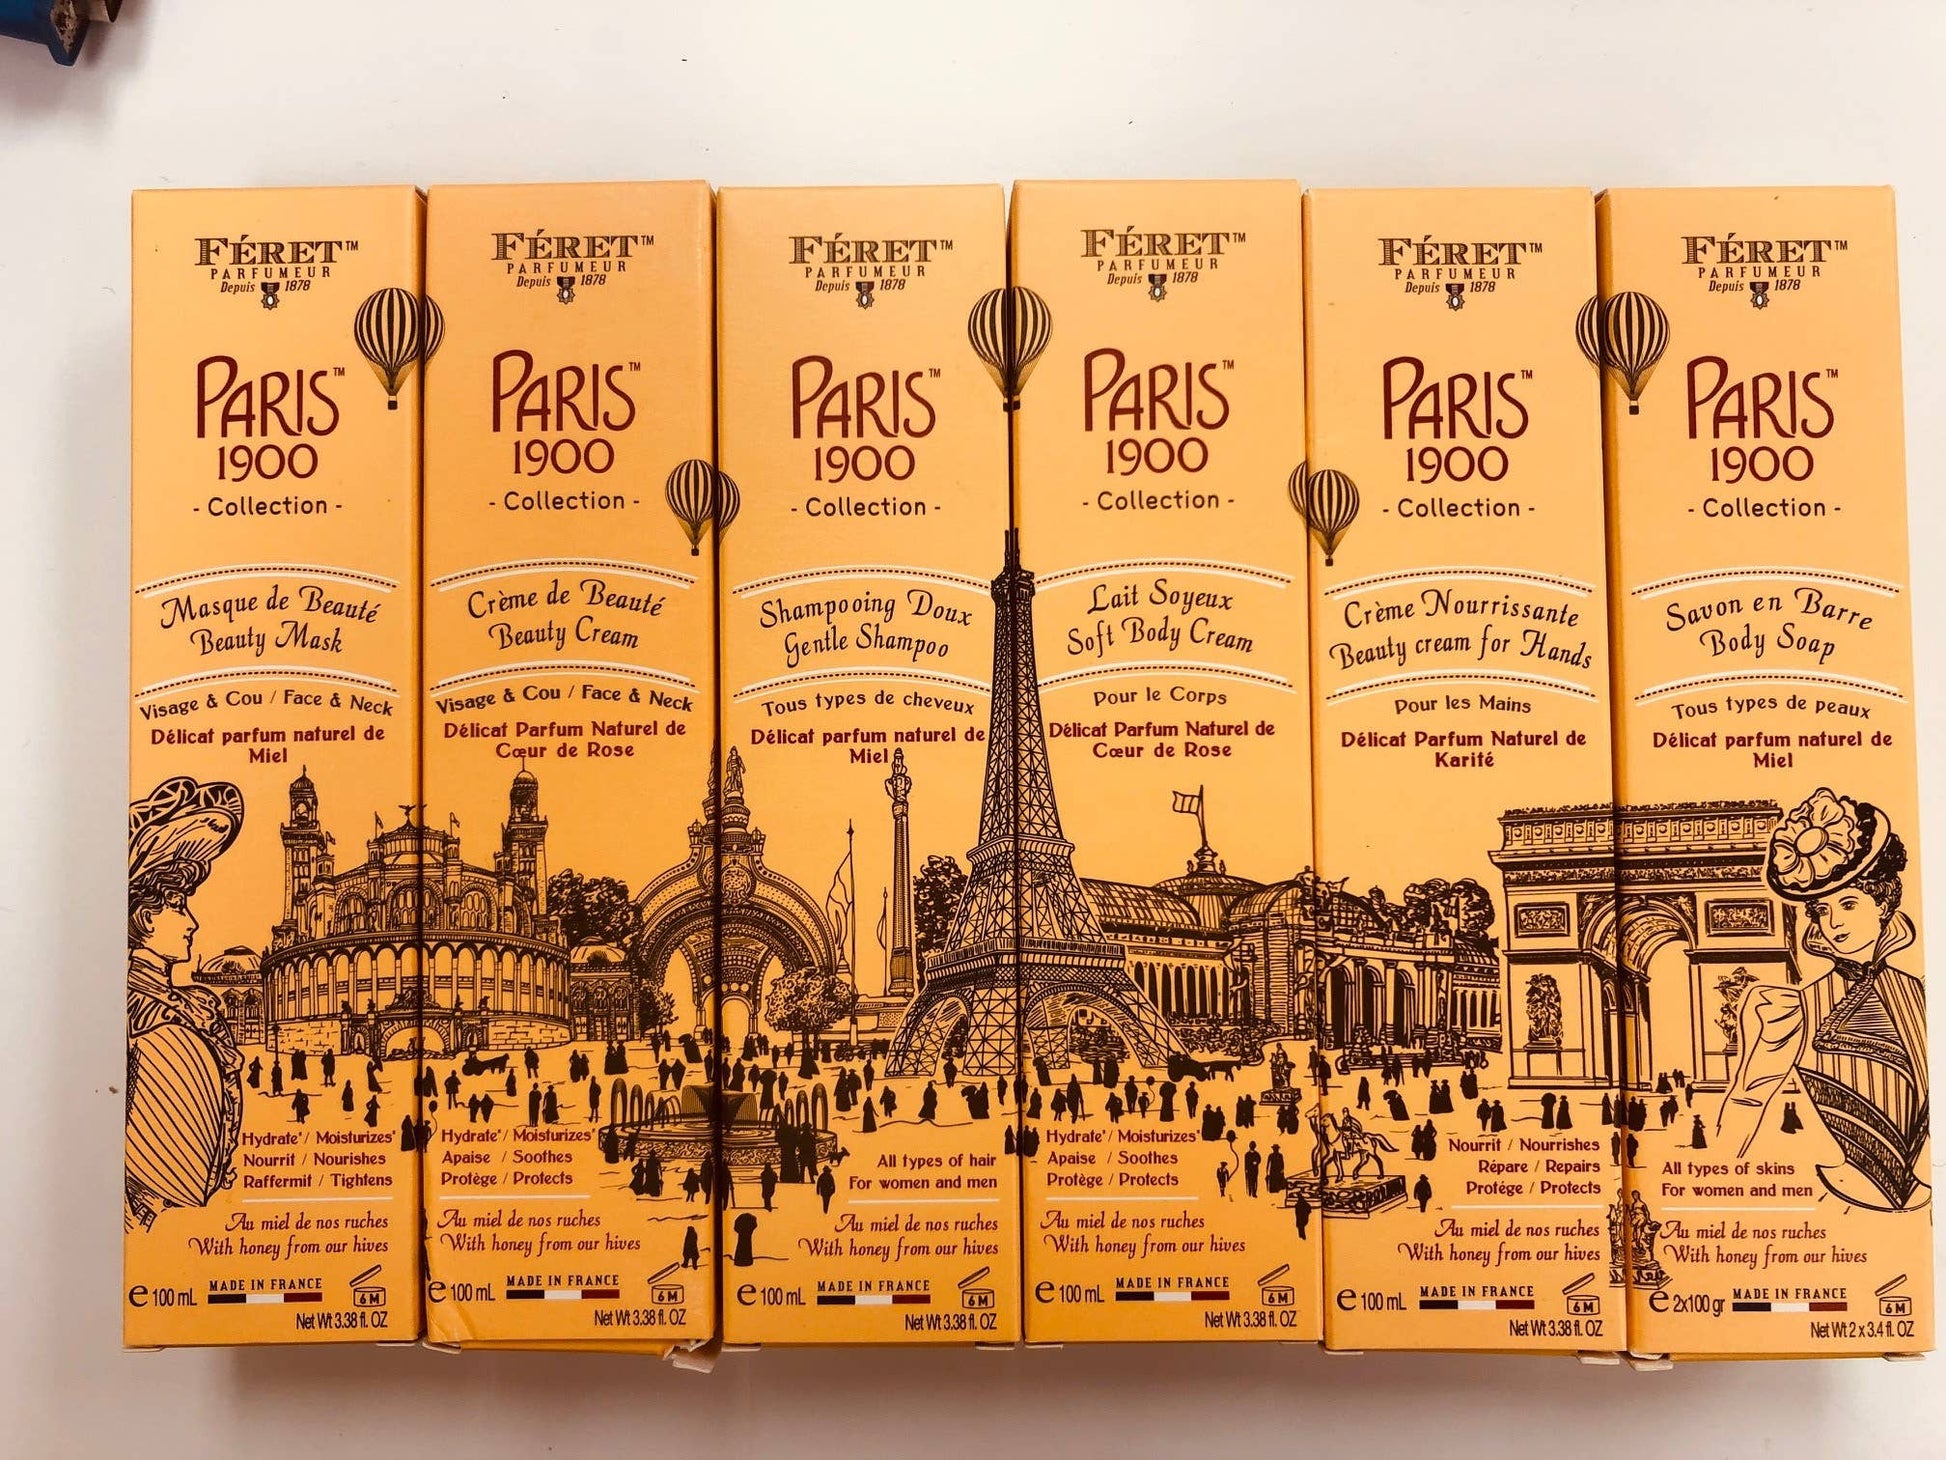 FÉRET™
PARFUMEUR
Depuis 1878
PARIS™
1900
- Collection -
Masque de Beauté
Beauty Mask
Visage & Cou / Face & Neck
Délicat parfum naturel de
Miel
Hydrate* / Moisturizes*
Nourrit / Nourishes
Raffermit / Tightens
Au miel de nos ruches
With honey from our hives
e 100 mL
MADE IN FRANCE
6M
Net Wt 3.38 fl. OZ
FÉRET™
PARFUMEUR
Depuis 1878
PARIS™
1900
- Collection -
Crème de Beauté
Beauty Cream
Visage & Cou / Face & Neck
Délicat Parfum Naturel de
Cœur de Rose
Hydrate* / Moisturizes*
Apaise / Soothes
Protège / Protects
Au miel de nos ruches
With honey from our hives
e 100 mL
MADE IN FRANCE
6M
Net Wt 3.38 fl. OZ
FÉRET™
PARFUMEUR
Depuis 1878
PARIS™
1900
- Collection -
Shampooing Doux
Gentle Shampoo
Tous types de cheveux
Délicat parfum naturel de
Miel
All types of hair
For women and men
Au miel de nos ruches
With honey from our hives
e 100 mL
MADE IN FRANCE
6M
Net Wt 3.38 fl. OZ
FÉRET™
PARFUMEUR
Depuis 1878
PARIS™
1900
- Collection -
Lait Soyeux
Soft Body Cream
Pour le Corps
Délicat Parfum Naturel de
Cœur de Rose
Hydrate* / Moisturizes*
Apaise / Soothes
Protège / Protects
Au miel de nos ruches
With honey from our hives
e 100 mL
MADE IN FRANCE
6M
Net Wt 3.38 fl. OZ
FÉRET™
PARFUMEUR
Depuis 1878
PARIS™
1900
- Collection -
Crème Nourrissante
Beauty cream for Hands
Pour les Mains
Délicat Parfum Naturel de
Karité
Nourrit / Nourrishes
Répare / Repairs
Protége / Protects
Au miel de nos ruches
With honey from our hives
e 100 mL
MADE IN FRANCE
6M
Net Wt 3.38 fl. OZ
FÉRET™
PARFUMEUR
Depuis 1878
PARIS™
1900
- Collection -
Savon en Barre
Body Soap
Tous types de peaux
Délicat parfum naturel de
Miel
All types of skins
For women and men
Au miel de nos ruches
With honey from our hives
e 2x100 gr
MADE IN FRANCE
6M
Net Wt 2 x 3.4 fl. OZ